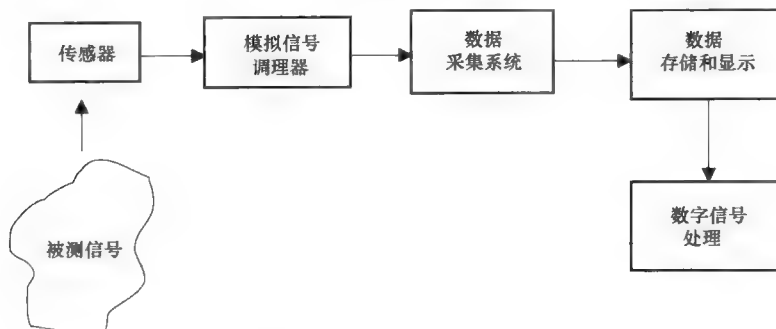 传感器
模拟信号
调理器
数据
采集系统
数据
存储和显示
数字信号
处理
被测信号